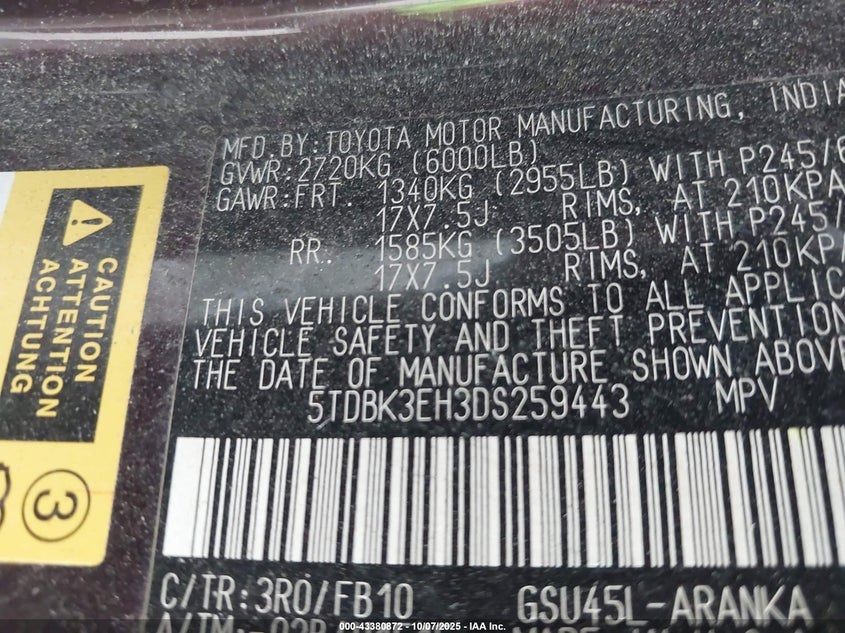 MFD.BY:TOYOTA MOTOR MANUFACTURING, INDIA
GVWR:2720KG (6000LB)
GAWR:FRT. 1340KG (2955LB) WITH P245/6
17X7.5J RIMS, AT 210KPA
RR. 1585KG (3505LB) WITH P245/
17X7.5J RIMS, AT 210KPA
THIS VEHICLE CONFORMS TO ALL APPLIC
VEHICLE SAFETY AND THEFT PREVENTION
THE DATE OF MANUFACTURE SHOWN ABOVE
5TDBK3EH3DS259443 MPV
C/TR:3R0/FB10 GSU45L-ARANKA
A/TM:
CAUTION
ATTENTION
ACHTUNG
3
000-43380872 - 10/07/2025 - IAA Inc.